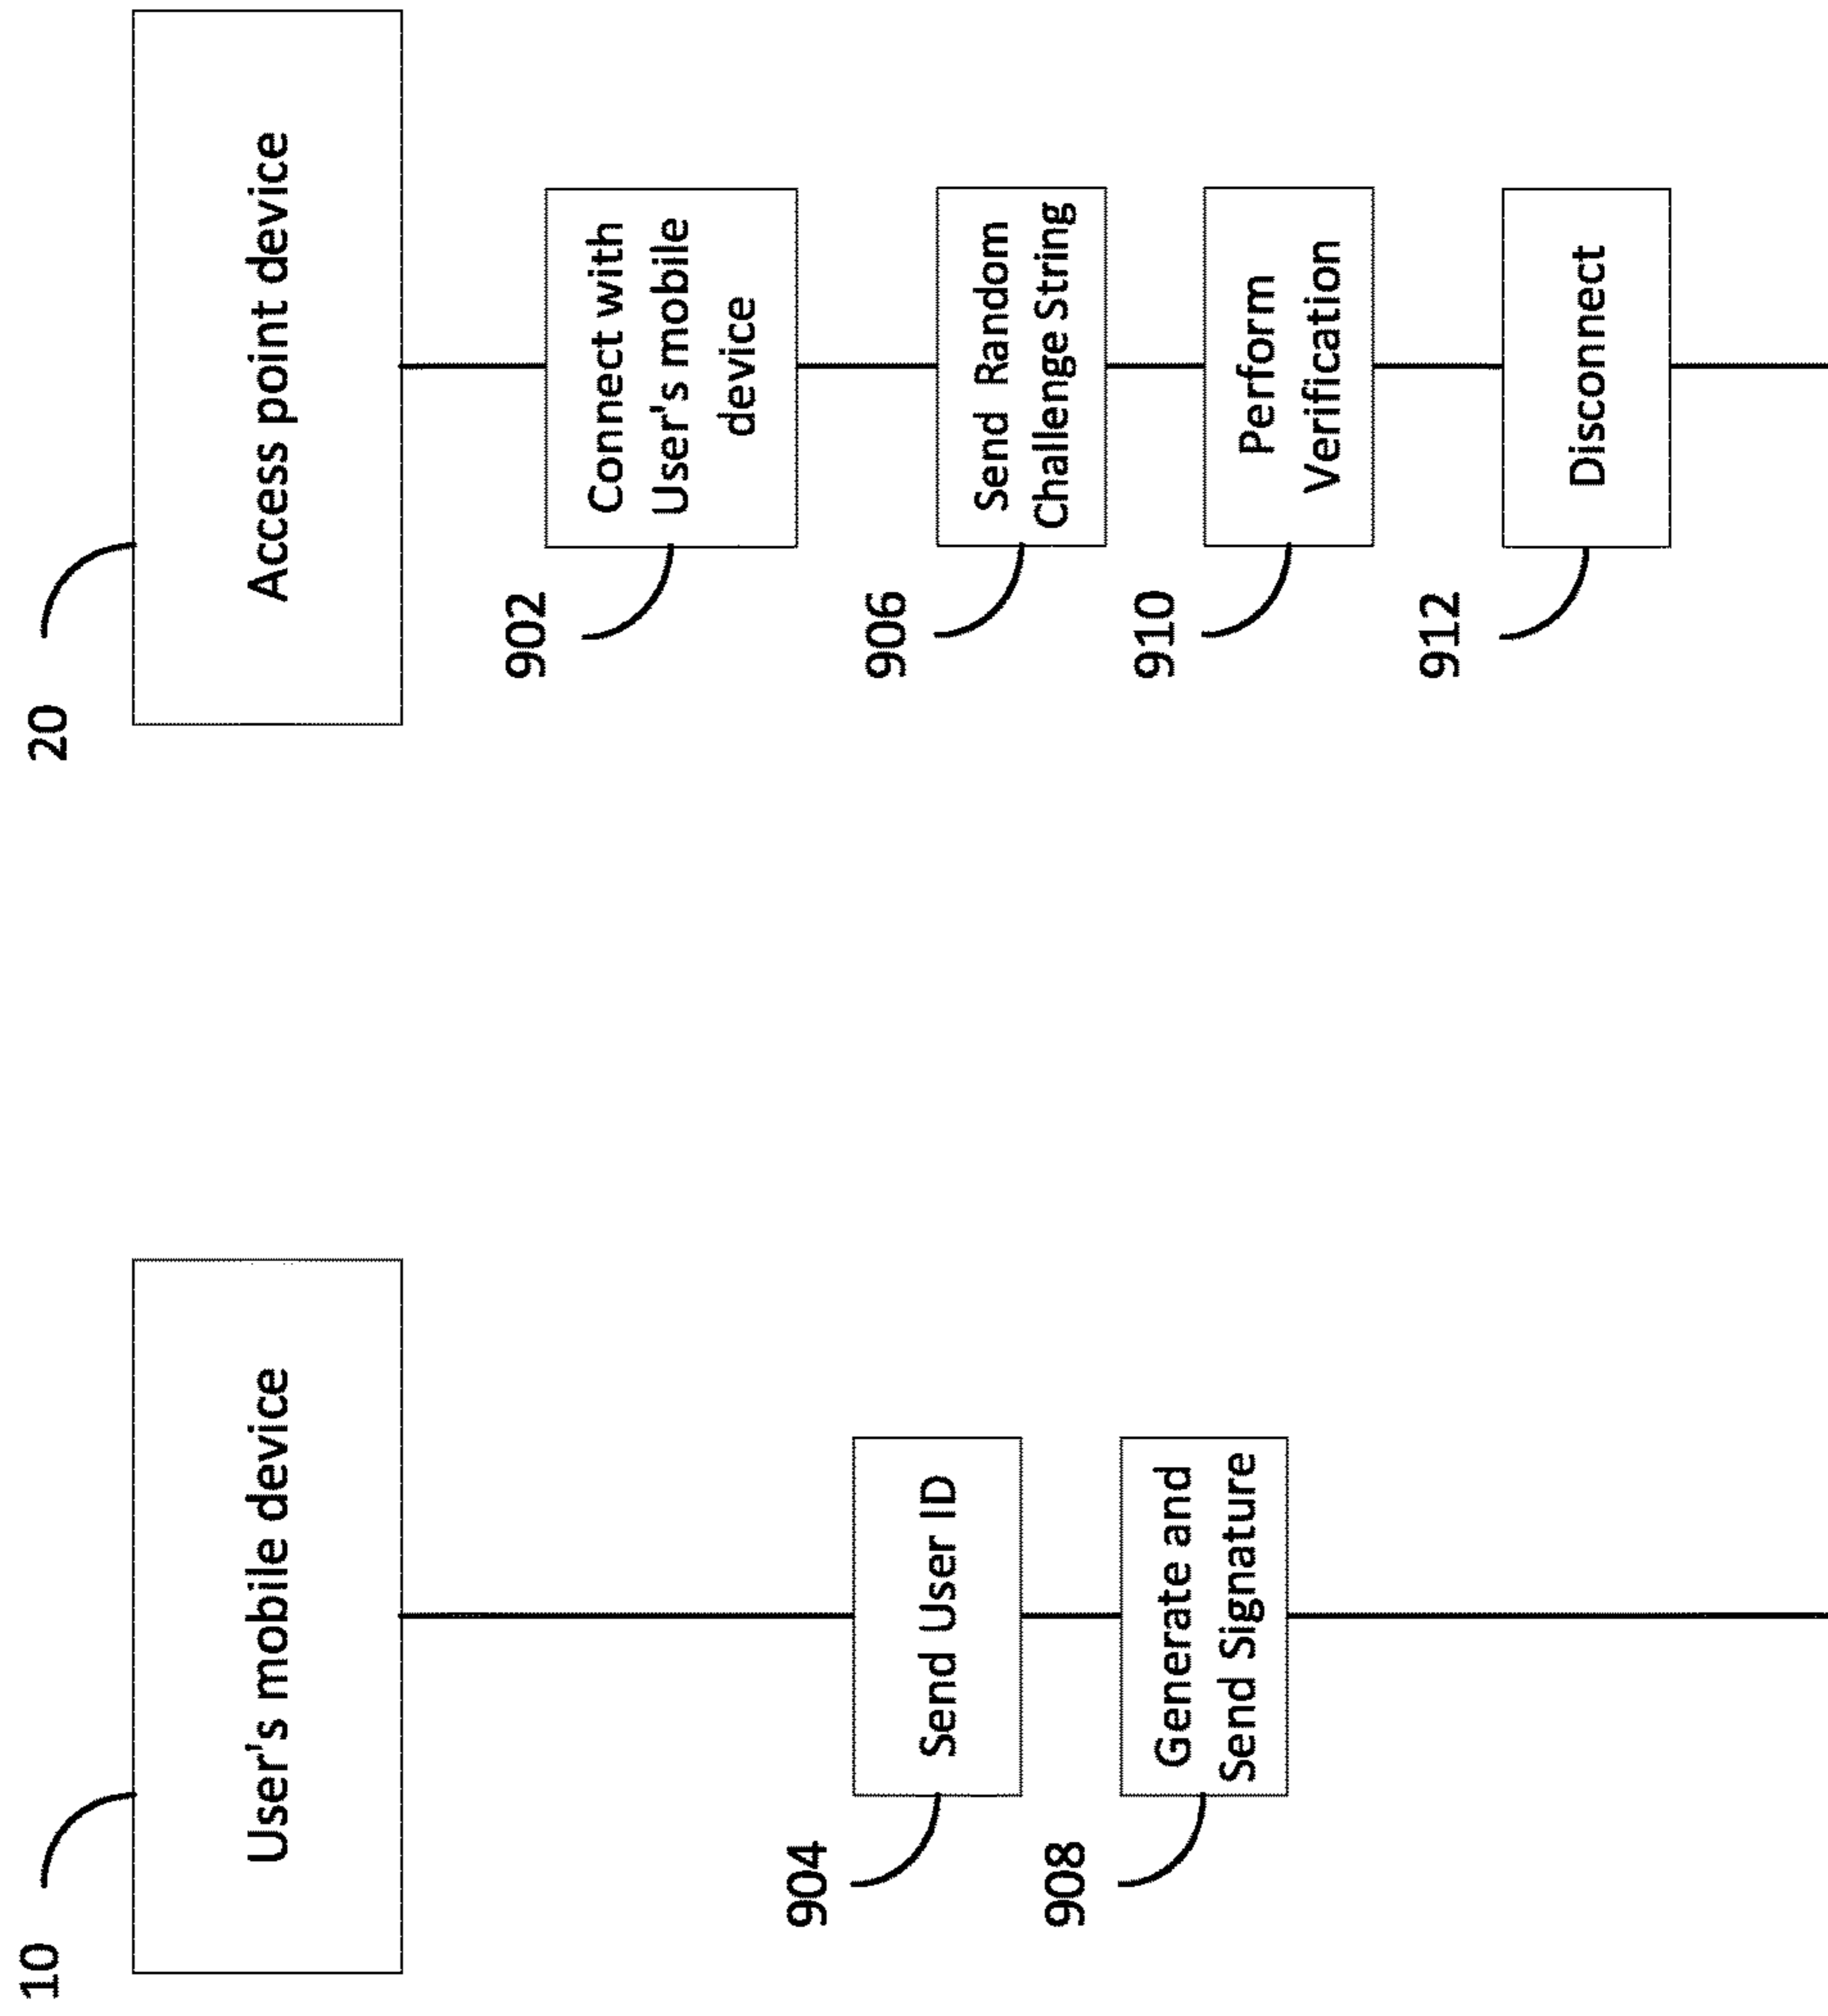 10
User's mobile device
20
Access point device
902
Connect with
User's mobile
device
904
Send User ID
906
Send Random
Challenge String
908
Generate and
Send Signature
910
Perform
Verification
912
Disconnect